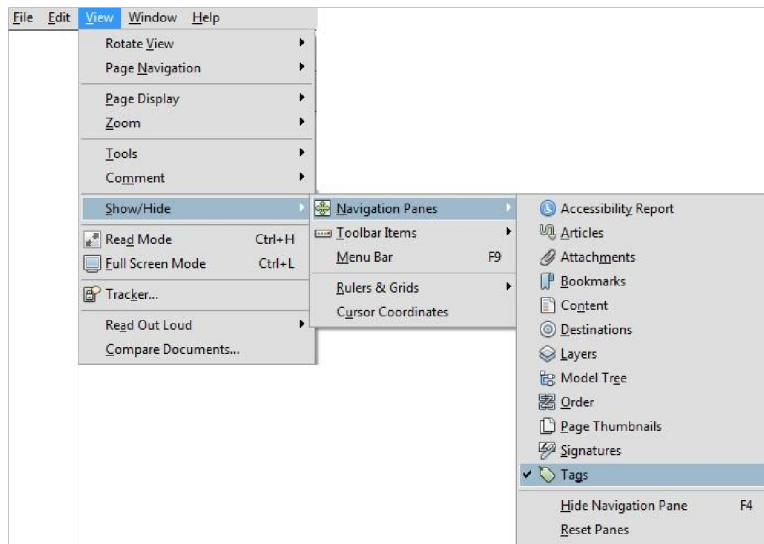 File Edit View Window Help
Rotate View
Page Navigation
Page Display
Zoom
Tools
Comment
Show/Hide
Read Mode Ctrl+H
Full Screen Mode Ctrl+L
Tracker...
Read Out Loud
Compare Documents...
Navigation Panes
Toolbar Items
Menu Bar F9
Rulers & Grids
Cursor Coordinates
Accessibility Report
Articles
Attachments
Bookmarks
Content
Destinations
Layers
Model Tree
Order
Page Thumbnails
Signatures
Tags
Hide Navigation Pane F4
Reset Panes